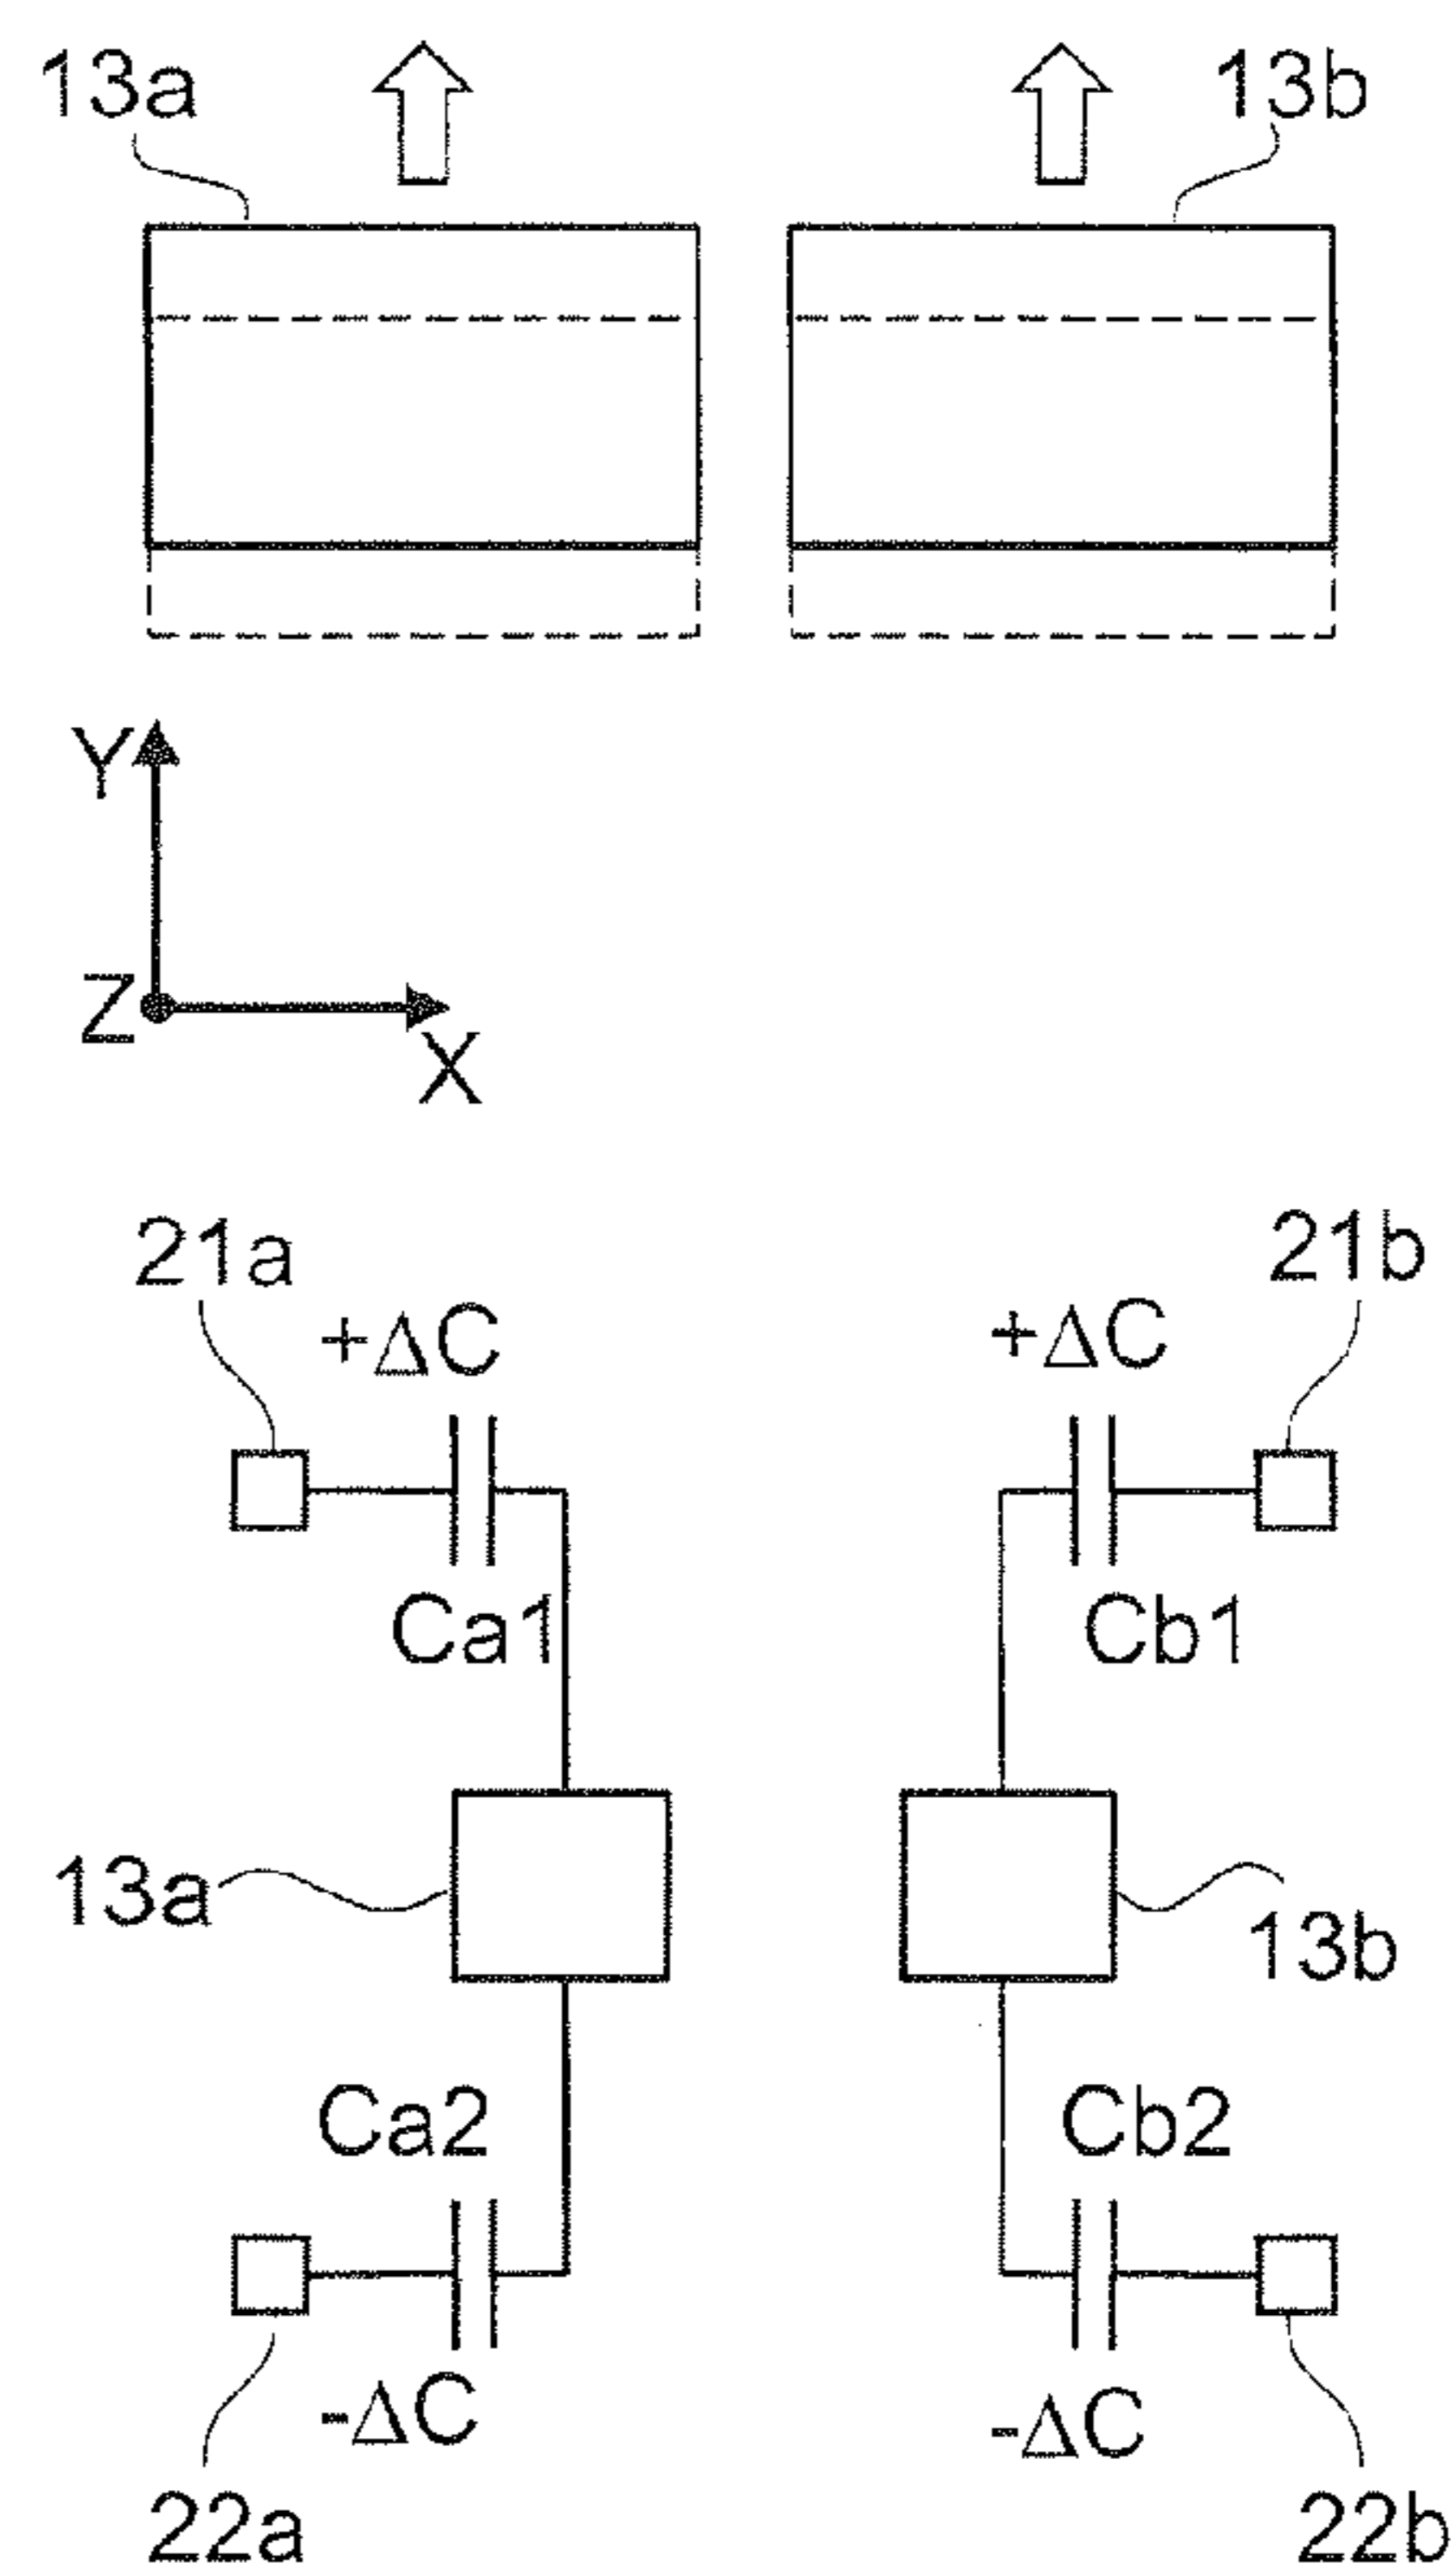 13a 13b
Y
Z
X
21a 21b
+ΔC +ΔC
Ca1 Cb1
13a 13b
Ca2 Cb2
-ΔC -ΔC
22a 22b